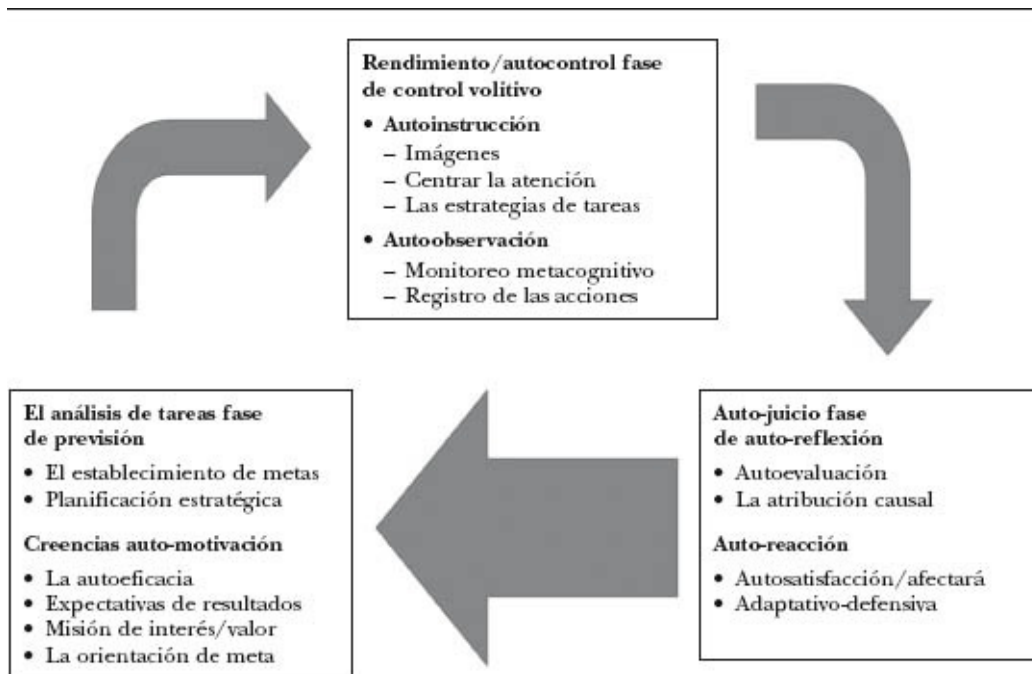 Rendimiento/autocontrol fase
de control volitivo
• Autoinstrucción
– Imágenes
– Centrar la atención
– Las estrategias de tareas
• Autoobservación
– Monitoreo metacognitivo
– Registro de las acciones
El análisis de tareas fase
de previsión
• El establecimiento de metas
• Planificación estratégica
Creencias auto-motivación
• La autoeficacia
• Expectativas de resultados
• Misión de interés/valor
• La orientación de meta
Auto-juicio fase
de auto-reflexión
• Autoevaluación
• La atribución causal
Auto-reacción
• Autosatisfacción/afectará
• Adaptativo-defensiva